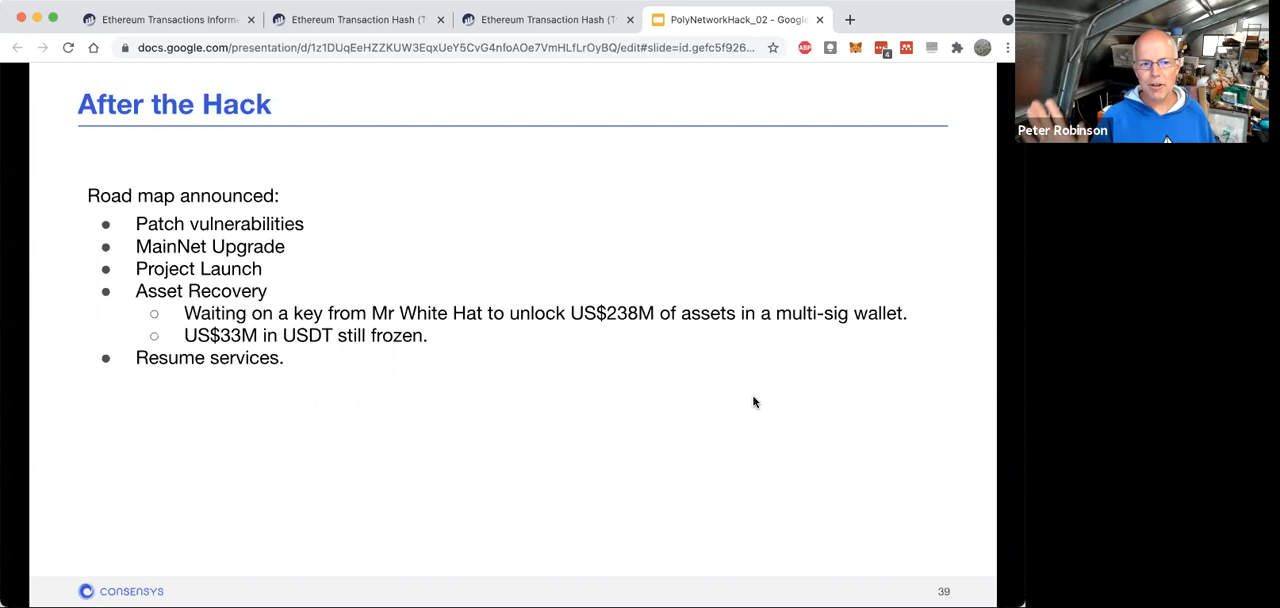 Ethereum Transactions Inform
Ethereum Transaction Hash (T
Ethereum Transaction Hash (T
PolyNetworkHack_02 - Google
docs.google.com/presentation/d/1z1DUqEeHZZKUW3EqxUeY5CvG4nfoAOe7VmHLfLrOyBQ/edit#slide=id.gefc5f926...
ABP
4
After the Hack
Peter Robinson
Road map announced:
● Patch vulnerabilities
● MainNet Upgrade
● Project Launch
● Asset Recovery
○ Waiting on a key from Mr White Hat to unlock US$238M of assets in a multi-sig wallet.
○ US$33M in USDT still frozen.
● Resume services.
CONSENSYS
39